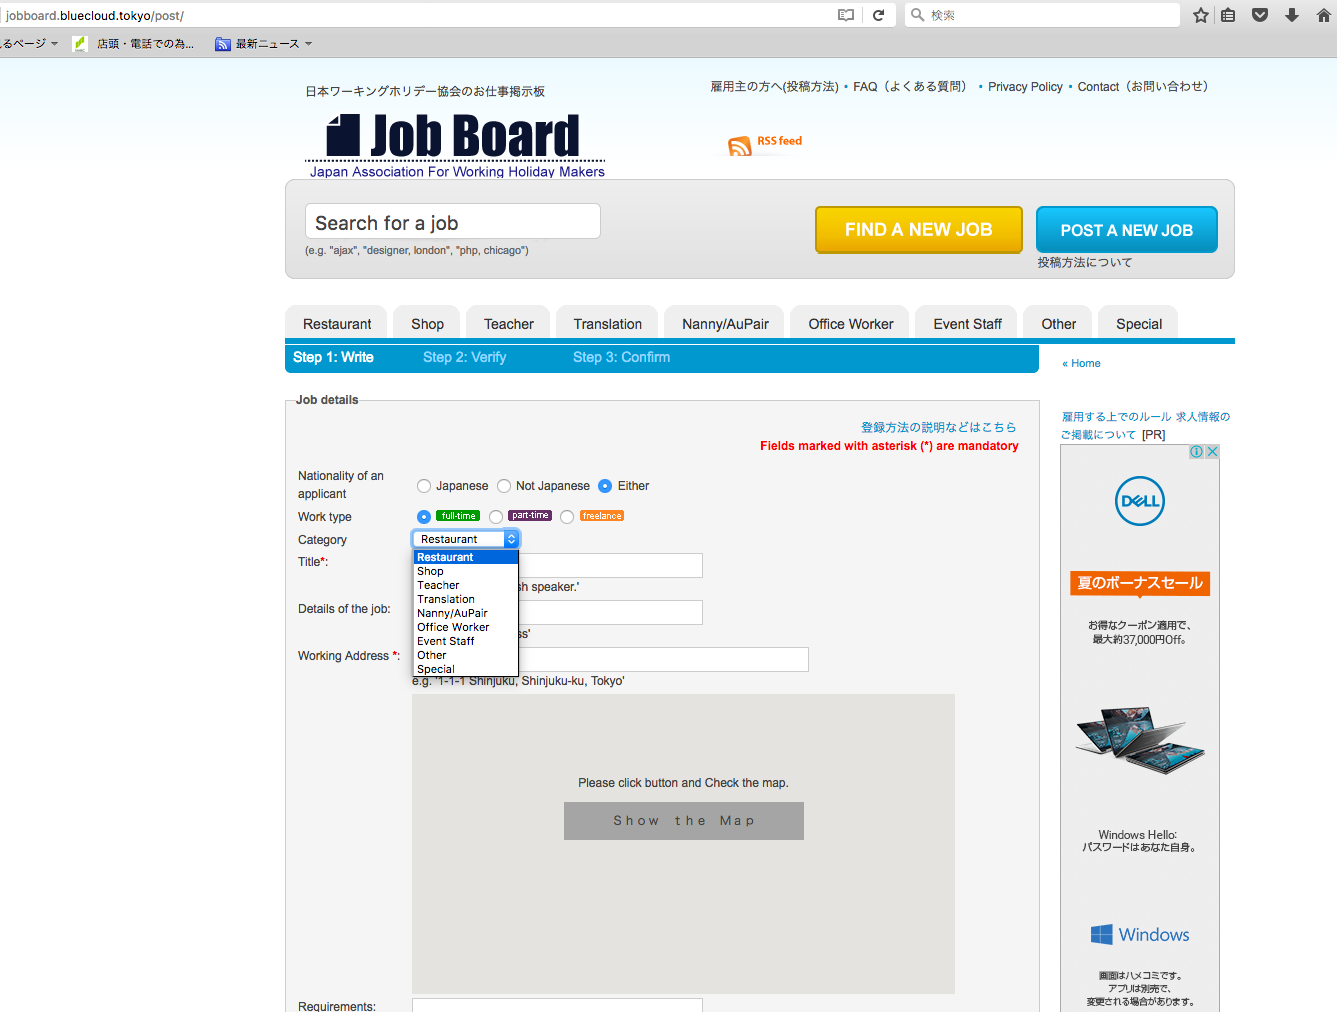 jobboard.bluecloud.tokyo/post/
検索
るページ
店頭・電話での為...
最新ニュース
日本ワーキングホリデー協会のお仕事掲示板
雇用主の方へ(投稿方法) • FAQ（よくある質問） • Privacy Policy • Contact（お問い合わせ）
Job Board
RSS feed
Japan Association For Working Holiday Makers
Search for a job
FIND A NEW JOB
POST A NEW JOB
(e.g. "ajax", "designer, london", "php, chicago")
投稿方法について
Restaurant
Shop
Teacher
Translation
Nanny/AuPair
Office Worker
Event Staff
Other
Special
Step 1: Write
Step 2: Verify
Step 3: Confirm
« Home
Job details
登録方法の説明などはこちら
Fields marked with asterisk (*) are mandatory
Nationality of an applicant
Japanese
Not Japanese
Either
Work type
full-time
part-time
freelance
Category
Restaurant
Restaurant
Shop
Teacher
Translation
Nanny/AuPair
Office Worker
Event Staff
Other
Special
Title*:
sh speaker.'
Details of the job:
ss'
Working Address *:
e.g. '1-1-1 Shinjuku, Shinjuku-ku, Tokyo'
Please click button and Check the map.
Show the Map
Requirements:
雇用する上でのルール 求人情報の
ご掲載について [PR]
DELL
夏のボーナスセール
お得なクーポン適用で、
最大約37,000円Off。
Windows Hello:
パスワードはあなた自身。
Windows
画面はハメコミです。
アプリは別売で、
変更される場合があります。